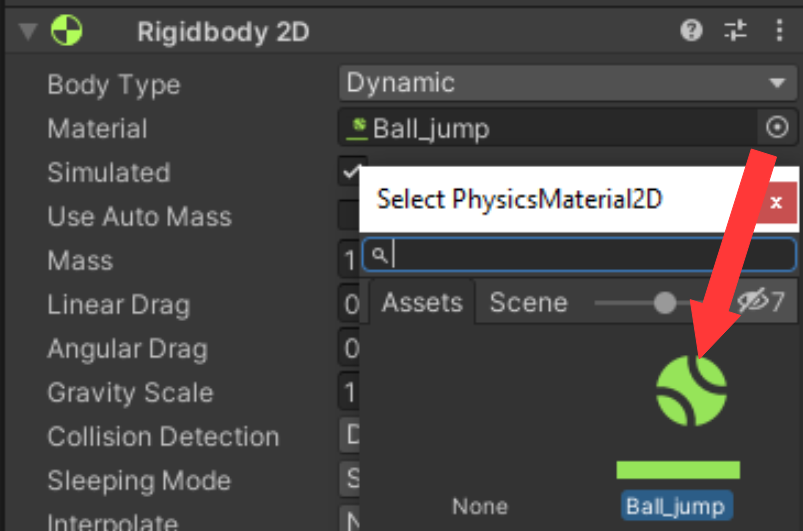 Rigidbody 2D
Body Type Dynamic
Material Ball_jump
Simulated
Select PhysicsMaterial2D x
Use Auto Mass
Mass 1
Assets Scene 7
Linear Drag 0
Angular Drag 0
Gravity Scale 1
Collision Detection D
Sleeping Mode S
None Ball_jump
Interpolate N